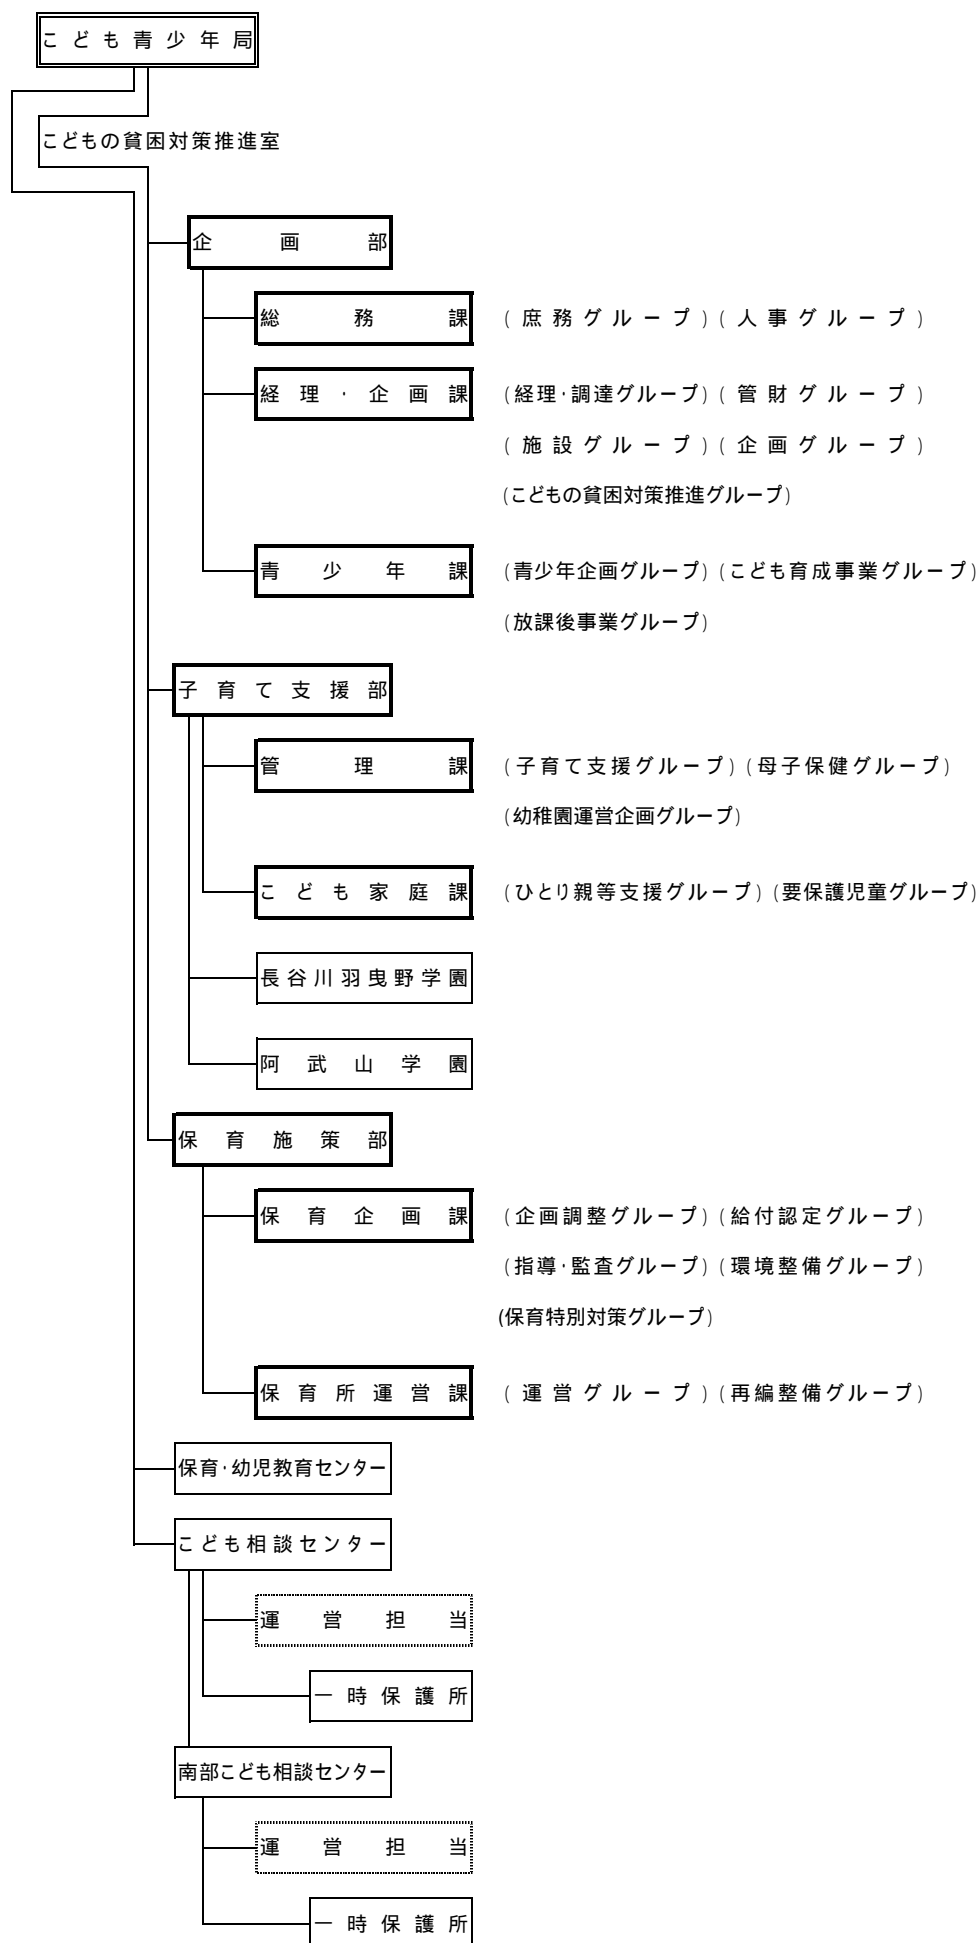 こども青少年局
こどもの貧困対策推進室
企画部
総務課 (庶務グループ)(人事グループ)
経理・企画課 (経理・調達グループ)(管財グループ)
(施設グループ)(企画グループ)
(こどもの貧困対策推進グループ)
青少年課 (青少年企画グループ)(こども育成事業グループ)
(放課後事業グループ)
子育て支援部
管理課 (子育て支援グループ)(母子保健グループ)
(幼稚園運営企画グループ)
こども家庭課 (ひとり親等支援グループ)(要保護児童グループ)
長谷川羽曳野学園
阿武山学園
保育施策部
保育企画課 (企画調整グループ)(給付認定グループ)
(指導・監査グループ)(環境整備グループ)
(保育特別対策グループ)
保育所運営課 (運営グループ)(再編整備グループ)
保育・幼児教育センター
こども相談センター
運営担当
一時保護所
南部こども相談センター
運営担当
一時保護所